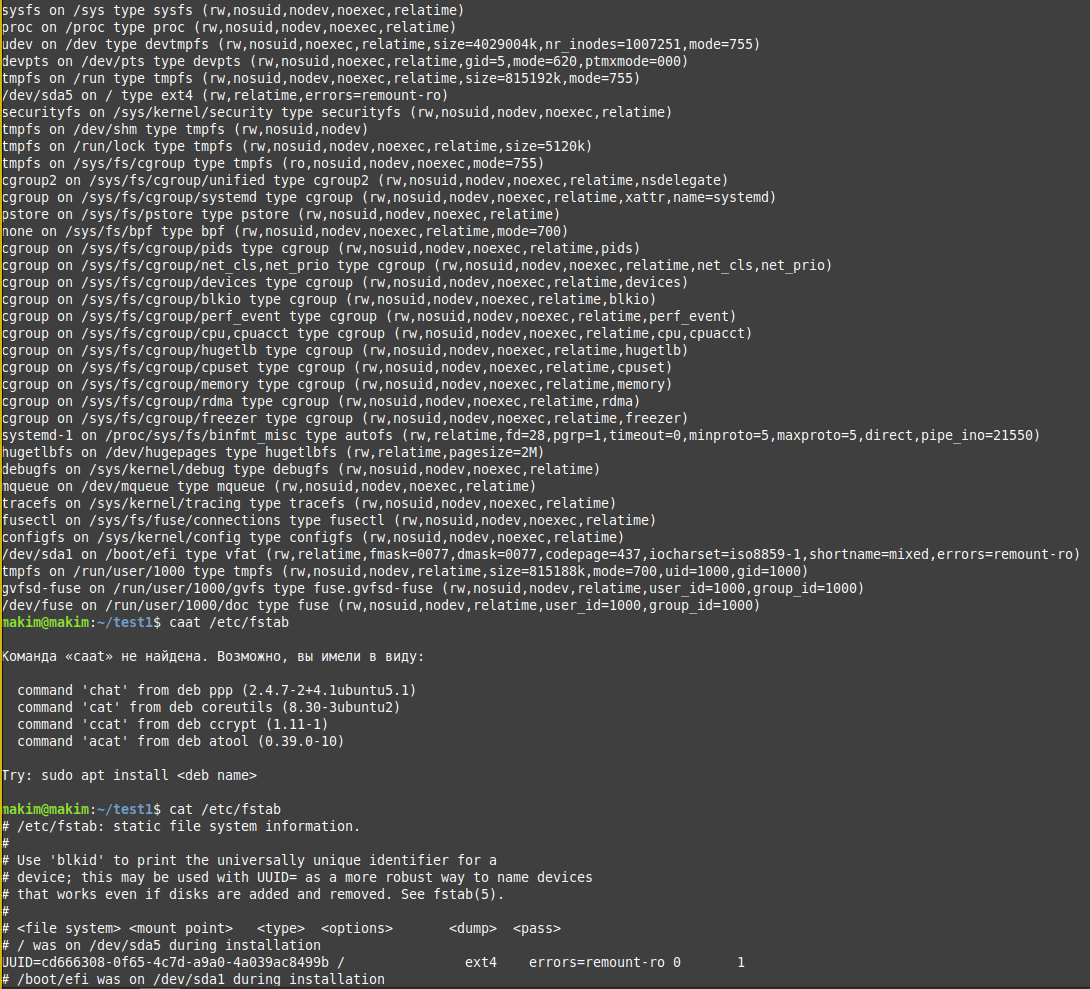 sysfs on /sys type sysfs (rw,nosuid,nodev,noexec,relatime)
proc on /proc type proc (rw,nosuid,nodev,noexec,relatime)
udev on /dev type devtmpfs (rw,nosuid,noexec,relatime,size=4029004k,nr_inodes=1007251,mode=755)
devpts on /dev/pts type devpts (rw,nosuid,noexec,relatime,gid=5,mode=620,ptmxmode=000)
tmpfs on /run type tmpfs (rw,nosuid,nodev,noexec,relatime,size=815192k,mode=755)
/dev/sda5 on / type ext4 (rw,relatime,errors=remount-ro)
securityfs on /sys/kernel/security type securityfs (rw,nosuid,nodev,noexec,relatime)
tmpfs on /dev/shm type tmpfs (rw,nosuid,nodev)
tmpfs on /run/lock type tmpfs (rw,nosuid,nodev,noexec,relatime,size=5120k)
tmpfs on /sys/fs/cgroup type tmpfs (ro,nosuid,nodev,noexec,mode=755)
cgroup2 on /sys/fs/cgroup/unified type cgroup2 (rw,nosuid,nodev,noexec,relatime,nsdelegate)
cgroup on /sys/fs/cgroup/systemd type cgroup (rw,nosuid,nodev,noexec,relatime,xattr,name=systemd)
pstore on /sys/fs/pstore type pstore (rw,nosuid,nodev,noexec,relatime)
none on /sys/fs/bpf type bpf (rw,nosuid,nodev,noexec,relatime,mode=700)
cgroup on /sys/fs/cgroup/pids type cgroup (rw,nosuid,nodev,noexec,relatime,pids)
cgroup on /sys/fs/cgroup/net_cls,net_prio type cgroup (rw,nosuid,nodev,noexec,relatime,net_cls,net_prio)
cgroup on /sys/fs/cgroup/devices type cgroup (rw,nosuid,nodev,noexec,relatime,devices)
cgroup on /sys/fs/cgroup/blkio type cgroup (rw,nosuid,nodev,noexec,relatime,blkio)
cgroup on /sys/fs/cgroup/perf_event type cgroup (rw,nosuid,nodev,noexec,relatime,perf_event)
cgroup on /sys/fs/cgroup/cpu,cpuacct type cgroup (rw,nosuid,nodev,noexec,relatime,cpu,cpuacct)
cgroup on /sys/fs/cgroup/hugetlb type cgroup (rw,nosuid,nodev,noexec,relatime,hugetlb)
cgroup on /sys/fs/cgroup/cpuset type cgroup (rw,nosuid,nodev,noexec,relatime,cpuset)
cgroup on /sys/fs/cgroup/memory type cgroup (rw,nosuid,nodev,noexec,relatime,memory)
cgroup on /sys/fs/cgroup/rdma type cgroup (rw,nosuid,nodev,noexec,relatime,rdma)
cgroup on /sys/fs/cgroup/freezer type cgroup (rw,nosuid,nodev,noexec,relatime,freezer)
systemd-1 on /proc/sys/fs/binfmt_misc type autofs (rw,relatime,fd=28,pgrp=1,timeout=0,minproto=5,maxproto=5,direct,pipe_ino=21550)
hugetlbfs on /dev/hugepages type hugetlbfs (rw,relatime,pagesize=2M)
debugfs on /sys/kernel/debug type debugfs (rw,nosuid,nodev,noexec,relatime)
mqueue on /dev/mqueue type mqueue (rw,nosuid,nodev,noexec,relatime)
tracefs on /sys/kernel/tracing type tracefs (rw,nosuid,nodev,noexec,relatime)
fusectl on /sys/fs/fuse/connections type fusectl (rw,nosuid,nodev,noexec,relatime)
configfs on /sys/kernel/config type configfs (rw,nosuid,nodev,noexec,relatime)
/dev/sda1 on /boot/efi type vfat (rw,relatime,fmask=0077,dmask=0077,codepage=437,iocharset=iso8859-1,shortname=mixed,errors=remount-ro)
tmpfs on /run/user/1000 type tmpfs (rw,nosuid,nodev,relatime,size=815188k,mode=700,uid=1000,gid=1000)
gvfsd-fuse on /run/user/1000/gvfs type fuse.gvfsd-fuse (rw,nosuid,nodev,relatime,user_id=1000,group_id=1000)
/dev/fuse on /run/user/1000/doc type fuse (rw,nosuid,nodev,relatime,user_id=1000,group_id=1000)
makim@makim:~/test1$ caat /etc/fstab
Команда «caat» не найдена. Возможно, вы имели в виду:
command 'chat' from deb ppp (2.4.7-2+4.1ubuntu5.1)
command 'cat' from deb coreutils (8.30-3ubuntu2)
command 'ccat' from deb ccrypt (1.11-1)
command 'acat' from deb atool (0.39.0-10)
Try: sudo apt install <deb name>
makim@makim:~/test1$ cat /etc/fstab
# /etc/fstab: static file system information.
#
# Use 'blkid' to print the universally unique identifier for a
# device; this may be used with UUID= as a more robust way to name devices
# that works even if disks are added and removed. See fstab(5).
#
# <file system> <mount point>   <type>  <options>       <dump>  <pass>
# / was on /dev/sda5 during installation
UUID=cd666308-0f65-4c7d-a9a0-4a039ac8499b /               ext4    errors=remount-ro 0       1
# /boot/efi was on /dev/sda1 during installation